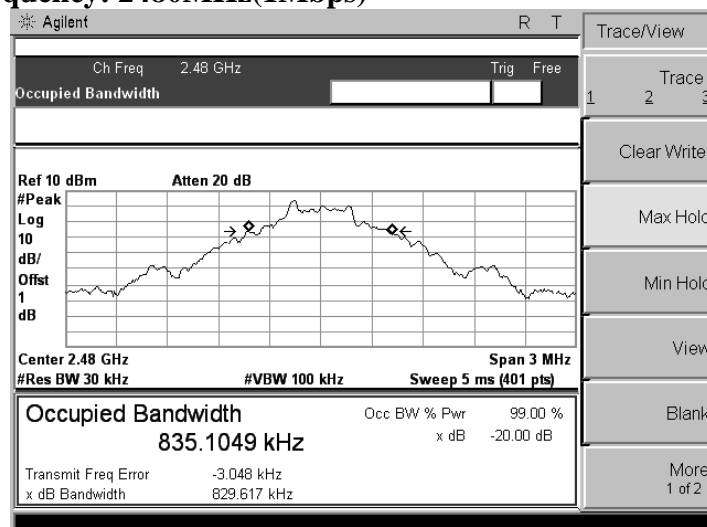 quency: 2480MHz(1Mbps)
Agilent R T
Ch Freq 2.48 GHz Trig Free
Occupied Bandwidth
Ref 10 dBm Atten 20 dB
#Peak
Log
10
dB/
Offst
1
dB
Center 2.48 GHz Span 3 MHz
#Res BW 30 kHz #VBW 100 kHz Sweep 5 ms (401 pts)
Occupied Bandwidth
835.1049 kHz
Occ BW % Pwr 99.00 %
x dB -20.00 dB
Transmit Freq Error -3.048 kHz
x dB Bandwidth 829.617 kHz
Trace/View
Trace
1 2 3
Clear Write
Max Hold
Min Hold
View
Blank
More
1 of 2